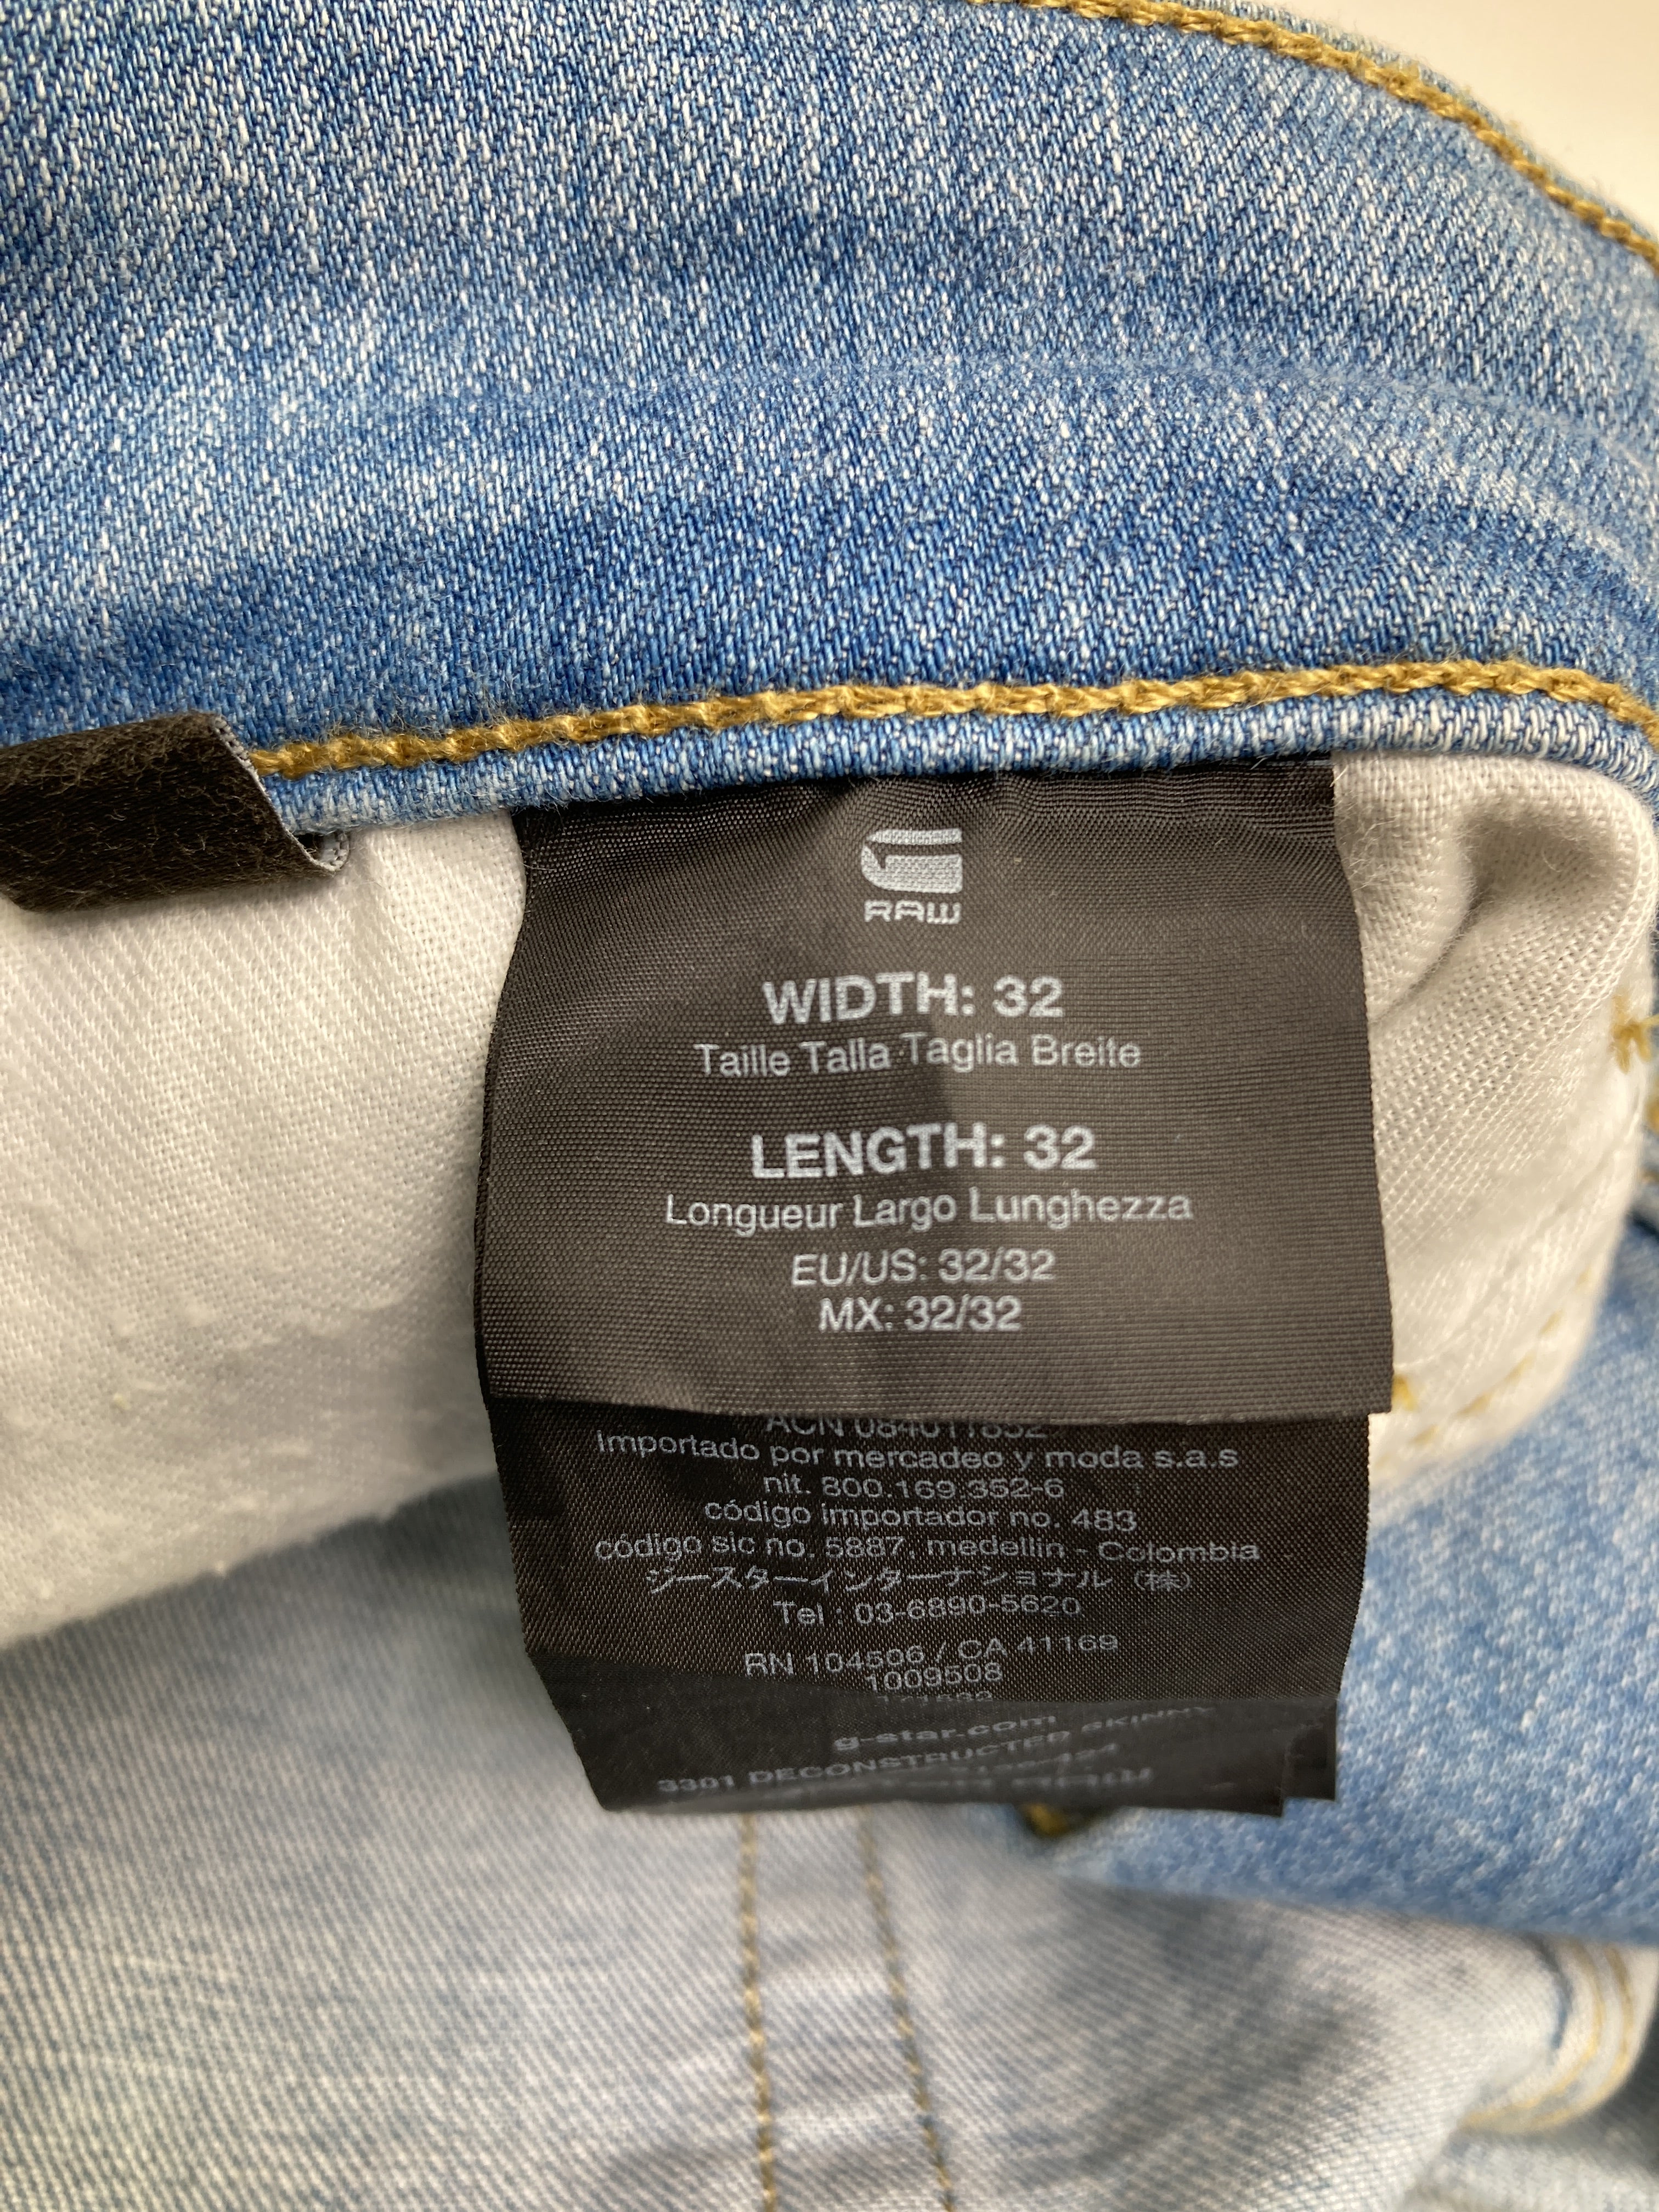 RAW
WIDTH: 32
Taille Talla Taglia Breite
LENGTH: 32
Longueur Largo Lunghezza
EU/US: 32/32
MX: 32/32
ACN 084011852
Importado por mercadeo y moda s.a.s
nit. 800.169.352-6
código importador no. 483
código sic no. 5887, medellin - Colombia
ジースターインターナショナル（株）
Tel : 03-6890-5620
RN 104506 / CA 41169
1009508
g-star.com
3301 DECONSTRUCTED SKINNY